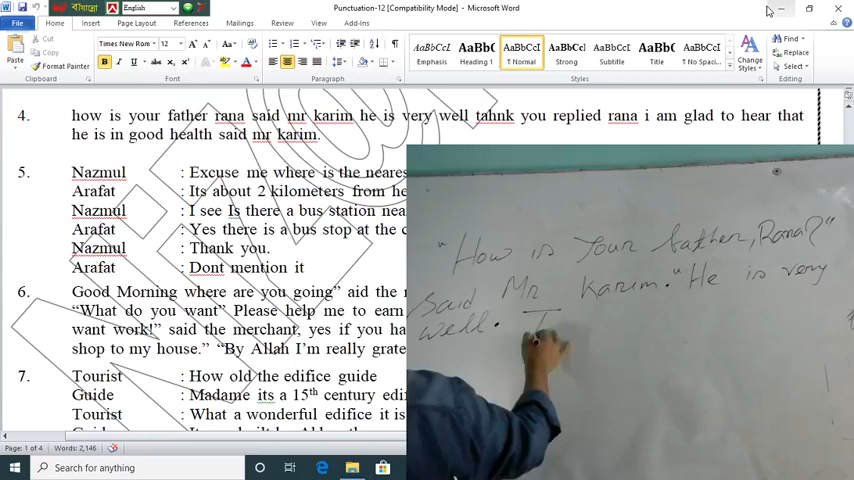 Punctuation-12 [Compatibility Mode] - Microsoft Word
English
File Home Insert Page Layout References Mailings Review View Add-Ins
Paste Cut Copy Format Painter Clipboard
Times New Rom 12 Font
Paragraph
AaBbCcI Emphasis AaBbC Heading 1 AaBbCcI ¶ Normal AaBbCcI Strong AaBbC Subtitle AaBb( Title AaBbCcI ¶ No Spaci... Styles
Change Styles
Find Replace Select Editing
4. how is your father rana said mr karim he is very well tahnk you replied rana i am glad to hear that
he is in good health said mr karim.
5. Nazmul : Excuse me where is the neares
Arafat : Its about 2 kilometers from he
Nazmul : I see Is there a bus station nea
Arafat : Yes there is a bus stop at the c
Nazmul : Thank you.
Arafat : Dont mention it
6. Good Morning where are you going” aid the
“What do you want” Please help me to earn
want work!” said the merchant, yes if you ha
shop to my house.” “By Allah I’m really grate
7. Tourist : How old the edifice guide
Guide : Madame its a 15th century edi
Tourist : What a wonderful edifice it is
"How is Your father, Rana?"
Said Mr Karim. "He is very
well. T
Page: 1 of 4 Words: 2,146
Search for anything